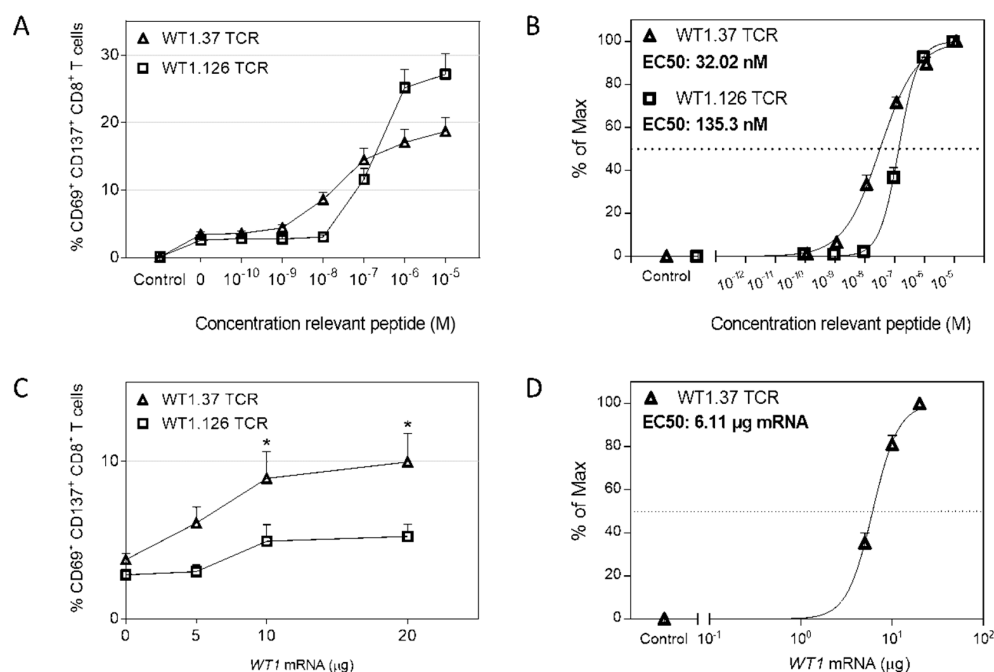 A
% CD69⁺ CD137⁺ CD8⁺ T cells
WT1.37 TCR
WT1.126 TCR
30
20
10
0
Control 0 10⁻¹⁰ 10⁻⁹ 10⁻⁸ 10⁻⁷ 10⁻⁶ 10⁻⁵
Concentration relevant peptide (M)
B
% of Max
WT1.37 TCR
EC50: 32.02 nM
WT1.126 TCR
EC50: 135.3 nM
100
80
60
40
20
0
Control 10⁻¹² 10⁻¹¹ 10⁻¹⁰ 10⁻⁹ 10⁻⁸ 10⁻⁷ 10⁻⁶ 10⁻⁵
Concentration relevant peptide (M)
C
% CD69⁺ CD137⁺ CD8⁺ T cells
WT1.37 TCR
WT1.126 TCR
* *
10
0
0 5 10 20
WT1 mRNA (µg)
D
% of Max
WT1.37 TCR
EC50: 6.11 µg mRNA
100
80
60
40
20
0
Control 10⁻¹ 10⁰ 10¹ 10²
WT1 mRNA (µg)